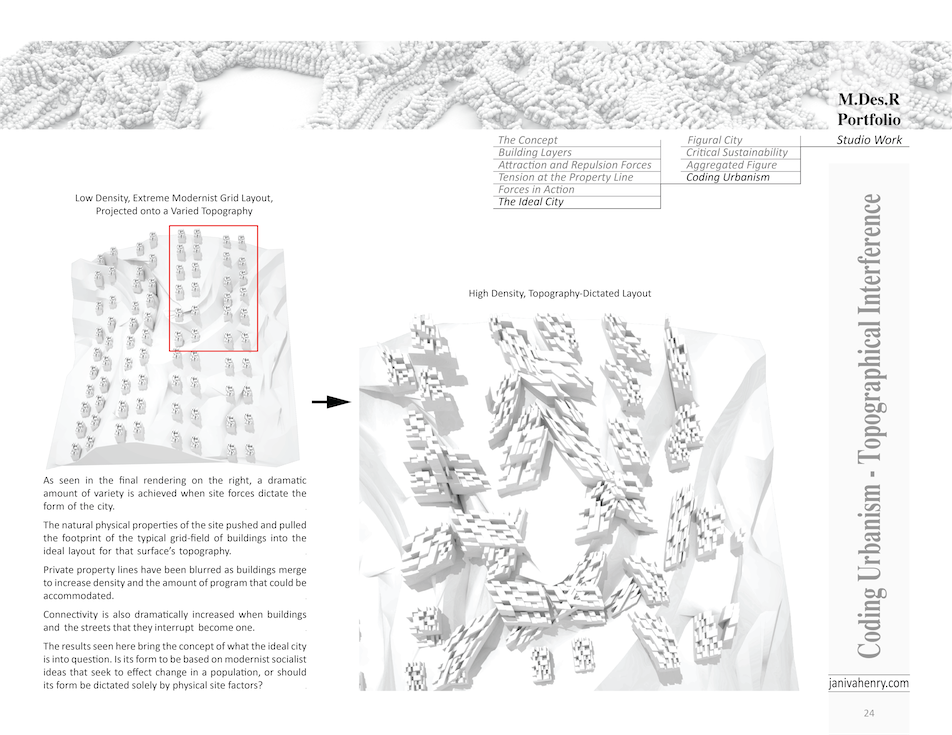 M.Des.R
Portfolio
Studio Work
The Concept
Building Layers
Attraction and Repulsion Forces
Tension at the Property Line
Forces in Action
The Ideal City
Figural City
Critical Sustainability
Aggregated Figure
Coding Urbanism
Low Density, Extreme Modernist Grid Layout,
Projected onto a Varied Topography
High Density, Topography-Dictated Layout
As seen in the final rendering on the right, a dramatic
amount of variety is achieved when site forces dictate the
form of the city.
The natural physical properties of the site pushed and pulled
the footprint of the typical grid-field of buildings into the
ideal layout for that surface's topography.
Private property lines have been blurred as buildings merge
to increase density and the amount of program that could be
accommodated.
Connectivity is also dramatically increased when buildings
and the streets that they interrupt become one.
The results seen here bring the concept of what the ideal city
is into question. Is its form to be based on modernist socialist
ideas that seek to effect change in a population, or should
its form be dictated solely by physical site factors?
Coding Urbanism - Topographical Interference
janivahenry.com
24